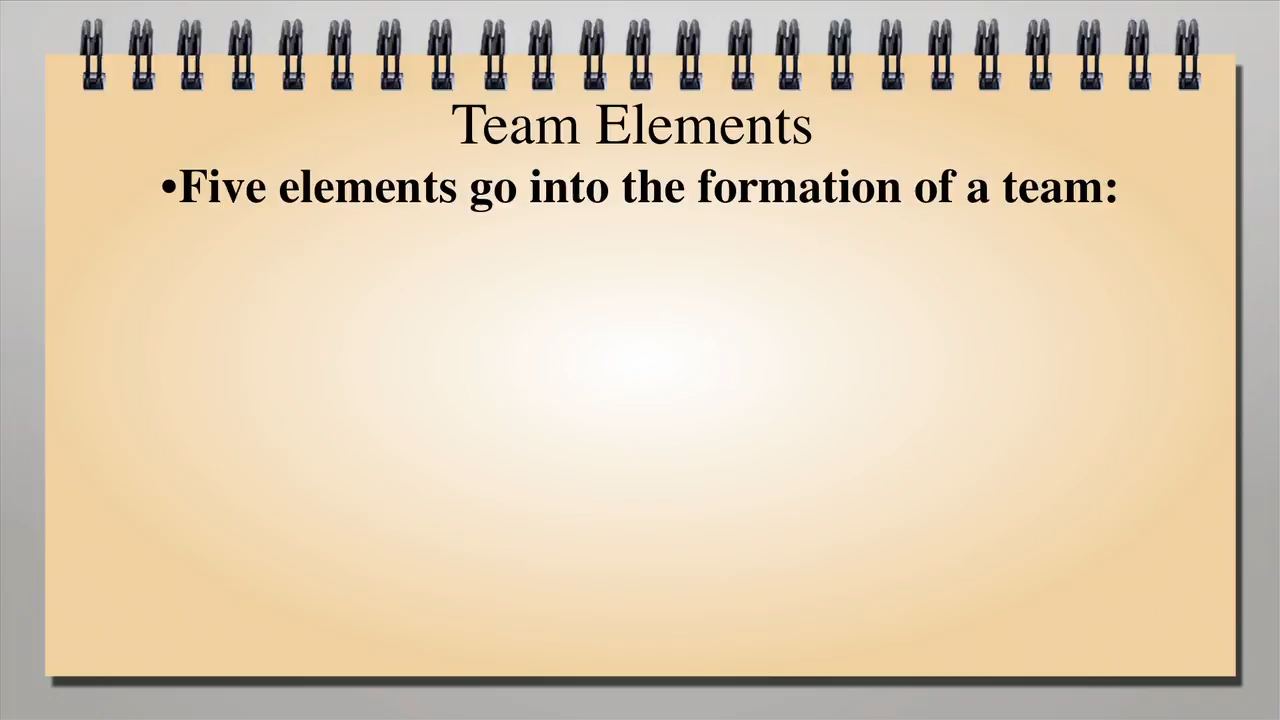 Team Elements
•Five elements go into the formation of a team: